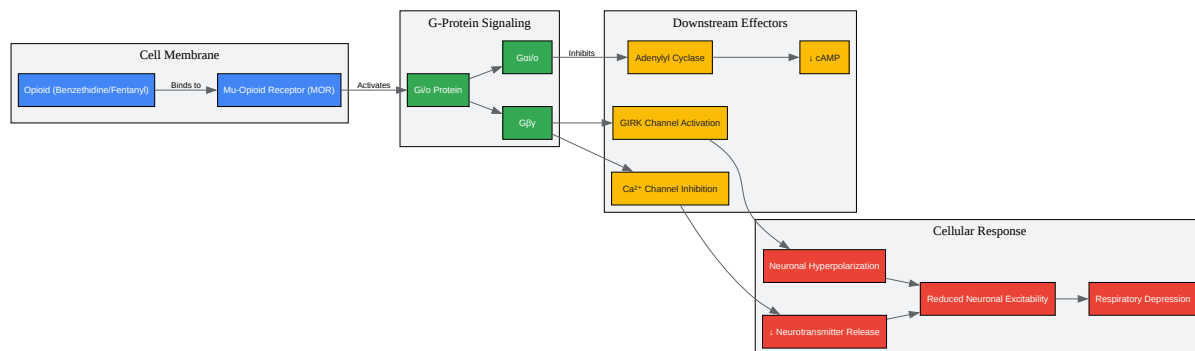 Cell Membrane
Opioid (Benzethidine/Fentanyl)
Binds to
Mu-Opioid Receptor (MOR)
Activates
G-Protein Signaling
Gi/o Protein
Gαi/o
Gβγ
Inhibits
Downstream Effectors
Adenylyl Cyclase
↓ cAMP
GIRK Channel Activation
Ca²⁺ Channel Inhibition
Cellular Response
Neuronal Hyperpolarization
↓ Neurotransmitter Release
Reduced Neuronal Excitability
Respiratory Depression